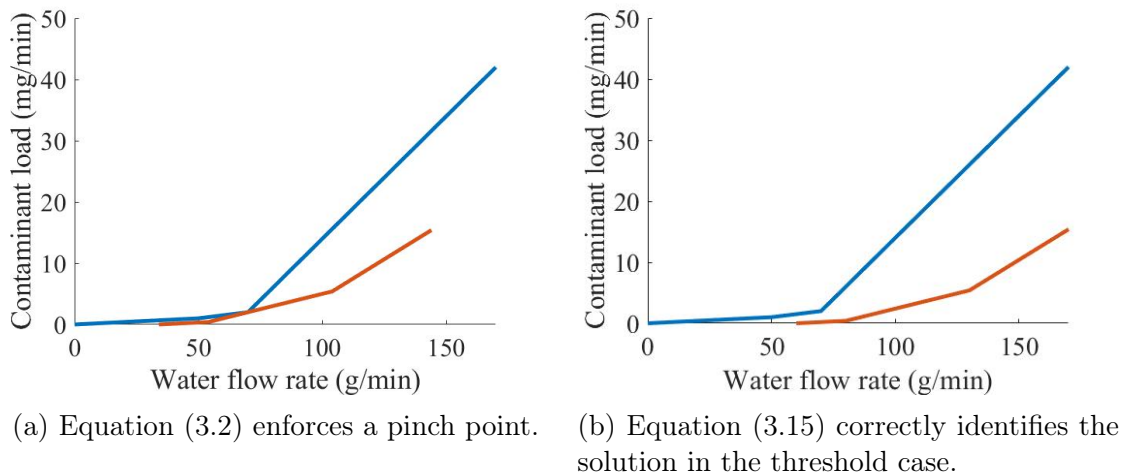 50
40
30
20
10
0
Contaminant load (mg/min)
0 50 100 150
Water flow rate (g/min)
(a) Equation (3.2) enforces a pinch point.
50
40
30
20
10
0
Contaminant load (mg/min)
0 50 100 150
Water flow rate (g/min)
(b) Equation (3.15) correctly identifies the
solution in the threshold case.